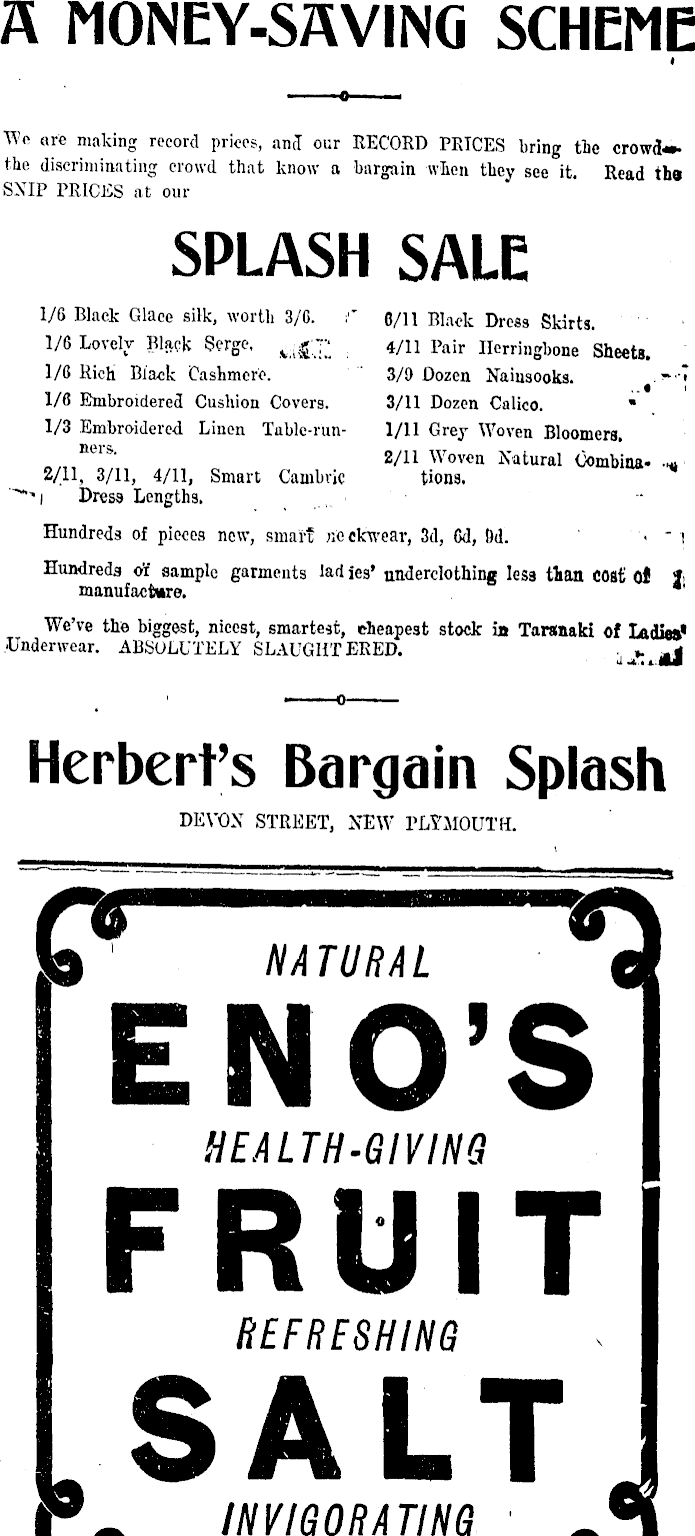 A MONEY-SAVING SCHEME
We are making record prices, and our RECORD PRICES bring the crowd—
the discriminating crowd that know a bargain when they see it. Read the
SNIP PRICES at our
SPLASH SALE
1/6 Black Glace silk, worth 3/6.
1/6 Lovely Black Serge.
1/6 Rich Black Cashmere.
1/6 Embroidered Cushion Covers.
1/3 Embroidered Linen Table-run-
ners.
2/11, 3/11, 4/11, Smart Cambric
Dress Lengths.
6/11 Black Dress Skirts.
4/11 Pair Herringbone Sheets.
3/9 Dozen Nainsooks.
3/11 Dozen Calico.
1/11 Grey Woven Bloomers.
2/11 Woven Natural Combina-
tions.
Hundreds of pieces new, smart neckwear, 3d, 6d, 9d.
Hundreds of sample garments ladies' underclothing less than cost of
manufacture.
We've the biggest, nicest, smartest, cheapest stock in Taranaki of Ladies'
Underwear. ABSOLUTELY SLAUGHTERED.
Herbert's Bargain Splash
DEVON STREET, NEW PLYMOUTH.
NATURAL
ENO'S
HEALTH-GIVING
FRUIT
REFRESHING
SALT
INVIGORATING